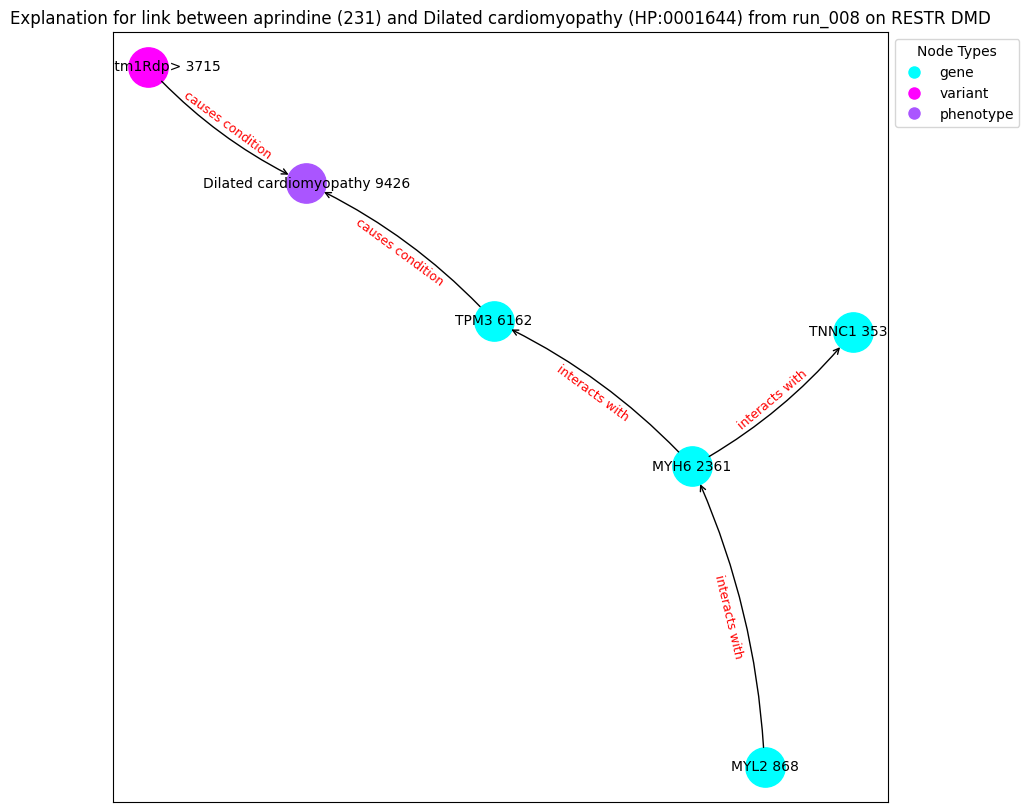 Explanation for link between aprindine (231) and Dilated cardiomyopathy (HP:0001644) from run_008 on RESTR DMD
Node Types
gene
variant
phenotype
tm1Rdp> 3715
causes condition
Dilated cardiomyopathy 9426
causes condition
TPM3 6162
TNNC1 353
interacts with
interacts with
MYH6 2361
interacts with
MYL2 868